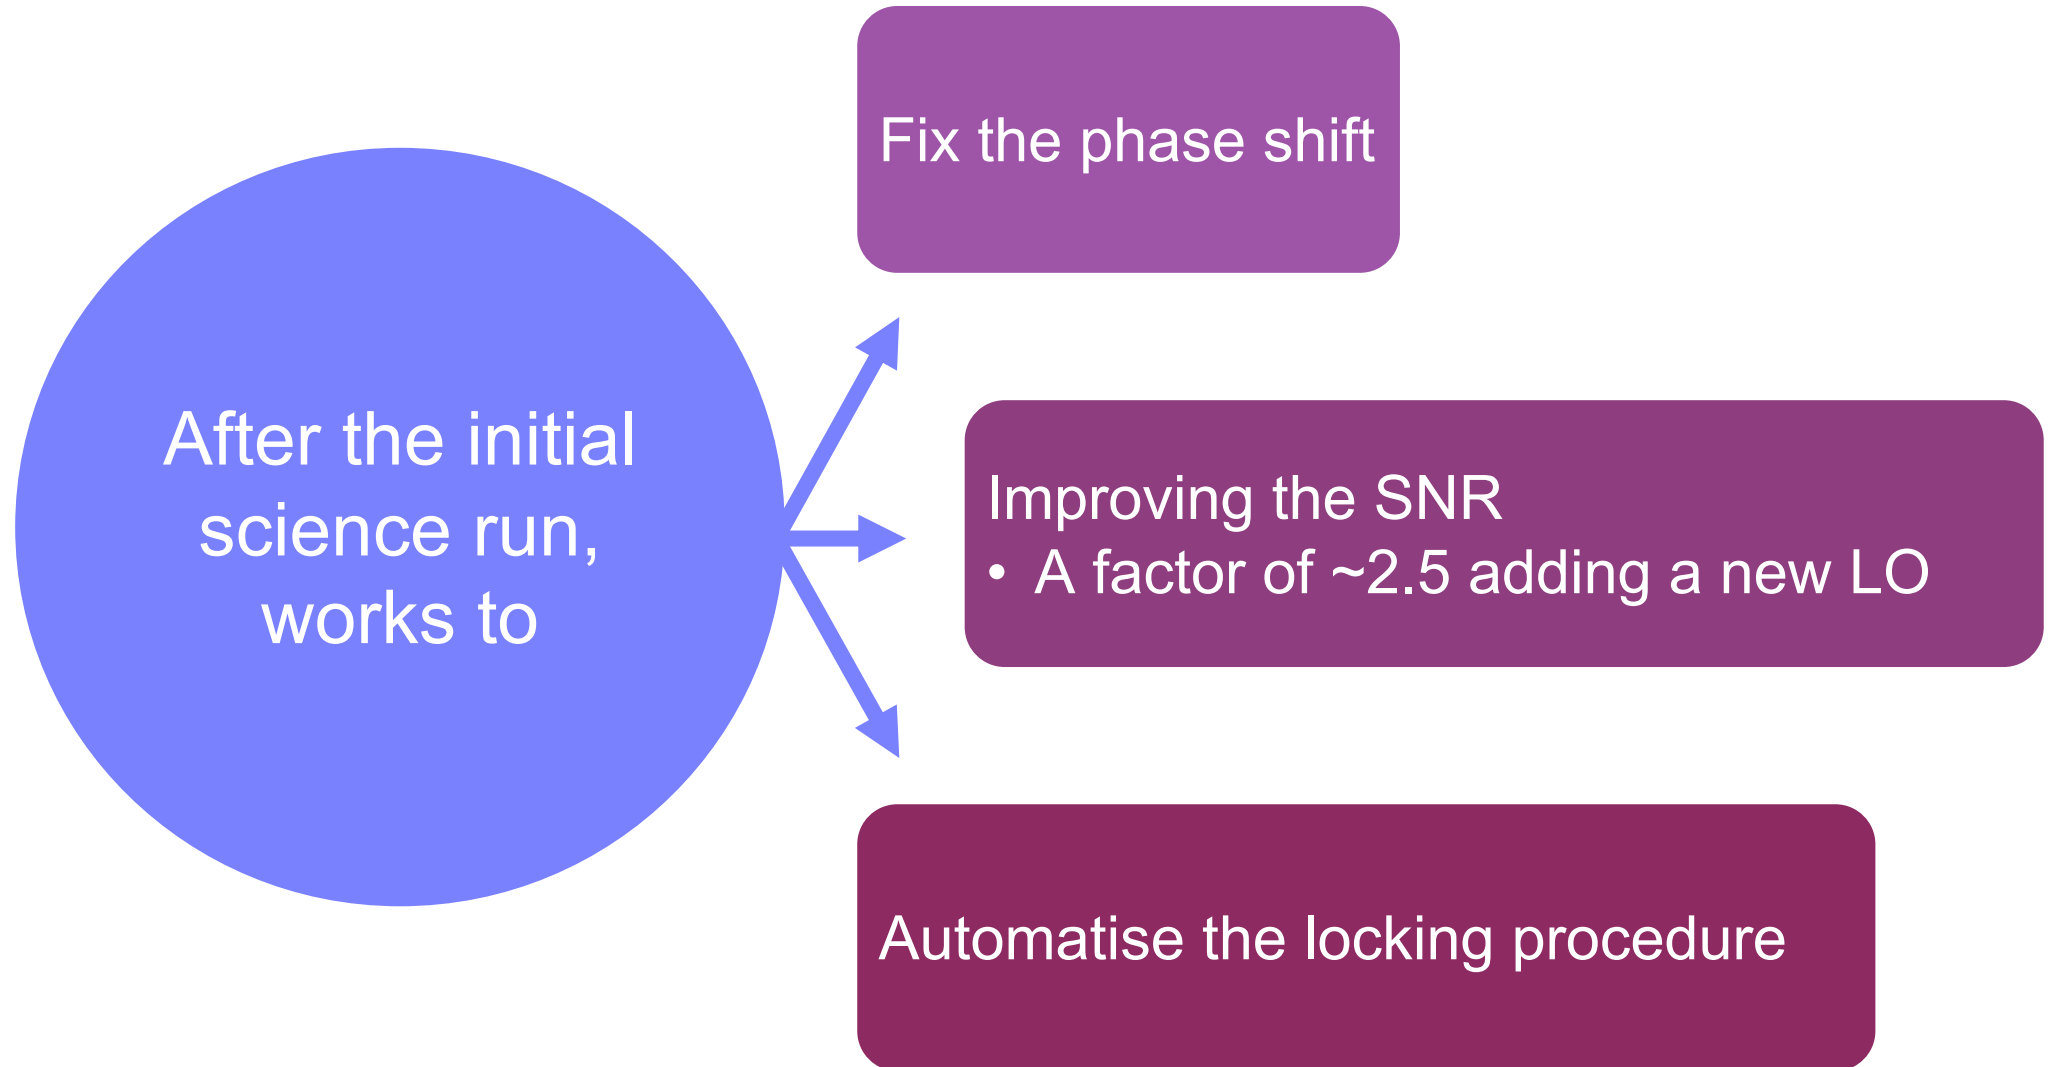 After the initial
science run,
works to
Fix the phase shift
Improving the SNR
• A factor of ~2.5 adding a new LO
Automatise the locking procedure